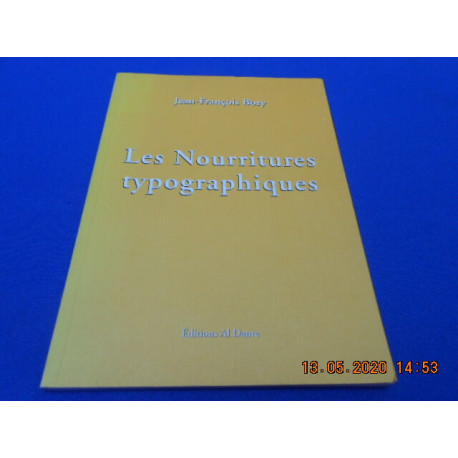 Jean-François Bory
Les Nourritures
typographiques
Éditions Al Dante
13.05.2020 14:53